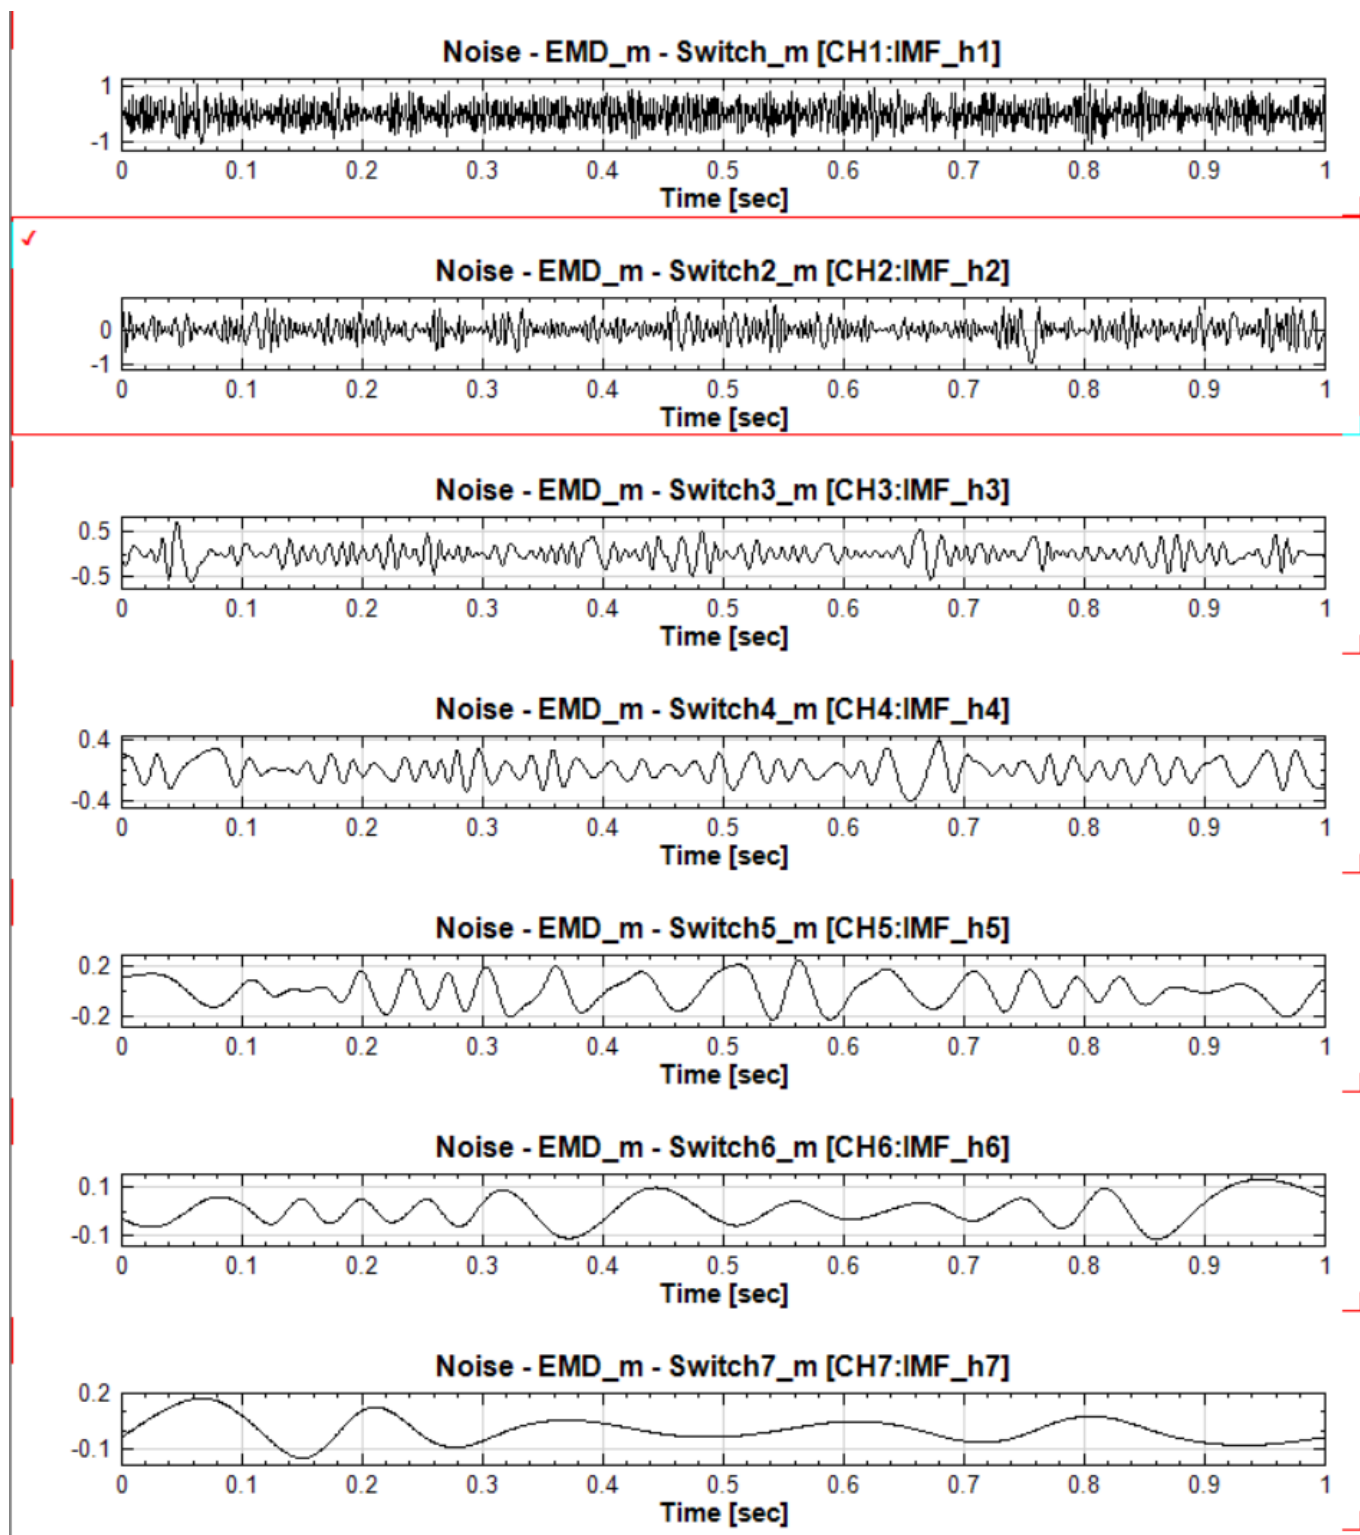 Noise - EMD_m - Switch_m [CH1:IMF_h1]
1
-1
0 0.1 0.2 0.3 0.4 0.5 0.6 0.7 0.8 0.9 1
Time [sec]
Noise - EMD_m - Switch2_m [CH2:IMF_h2]
0
-1
0 0.1 0.2 0.3 0.4 0.5 0.6 0.7 0.8 0.9 1
Time [sec]
Noise - EMD_m - Switch3_m [CH3:IMF_h3]
0.5
-0.5
0 0.1 0.2 0.3 0.4 0.5 0.6 0.7 0.8 0.9 1
Time [sec]
Noise - EMD_m - Switch4_m [CH4:IMF_h4]
0.4
-0.4
0 0.1 0.2 0.3 0.4 0.5 0.6 0.7 0.8 0.9 1
Time [sec]
Noise - EMD_m - Switch5_m [CH5:IMF_h5]
0.2
-0.2
0 0.1 0.2 0.3 0.4 0.5 0.6 0.7 0.8 0.9 1
Time [sec]
Noise - EMD_m - Switch6_m [CH6:IMF_h6]
0.1
-0.1
0 0.1 0.2 0.3 0.4 0.5 0.6 0.7 0.8 0.9 1
Time [sec]
Noise - EMD_m - Switch7_m [CH7:IMF_h7]
0.2
-0.1
0 0.1 0.2 0.3 0.4 0.5 0.6 0.7 0.8 0.9 1
Time [sec]